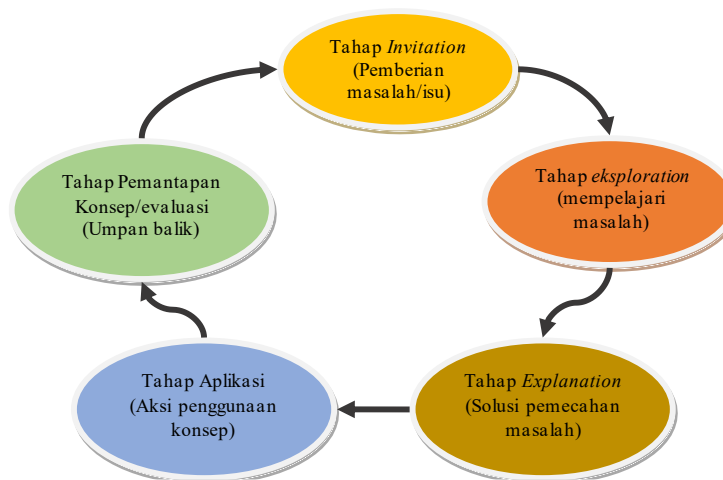 Tahap Invitation
(Pemberian
masalah/isu)
Tahap eksploration
(mempelajari
masalah)
Tahap Explanation
(Solusi pemecahan
masalah)
Tahap Aplikasi
(Aksi penggunaan
konsep)
Tahap Pemantapan
Konsep/evaluasi
(Umpan balik)